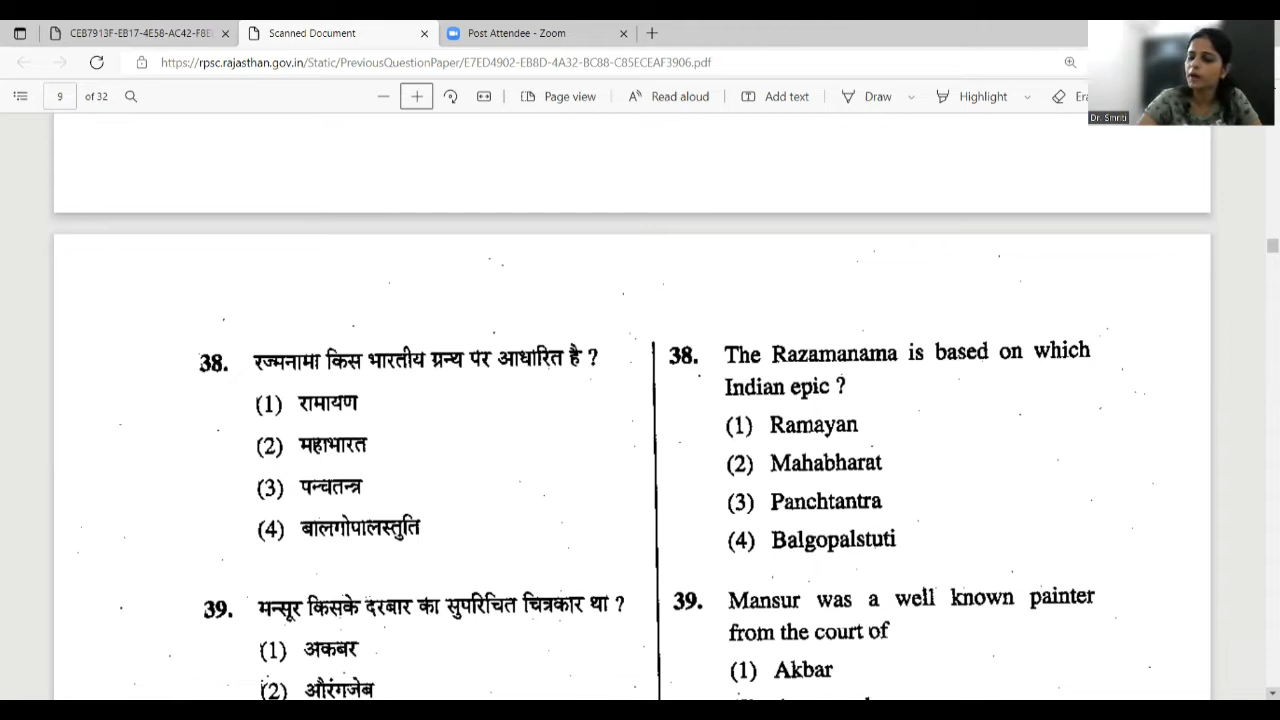 CEB7913F-EB17-4E58-AC42-F8E
Scanned Document
Post Attendee - Zoom
https://rpsc.rajasthan.gov.in/Static/PreviousQuestionPaper/E7ED4902-EB8D-4A32-BC88-C85ECEAF3906.pdf
9 of 32
Page view
Read aloud
Add text
Draw
Highlight
Era
Dr. Smriti
38. रज़्मनामा किस भारतीय ग्रन्थ पर आधारित है ?
(1) रामायण
(2) महाभारत
(3) पन्चतन्त्र
(4) बालगोपालस्तुति
39. मन्सूर किसके दरबार का सुपरिचित चित्रकार था ?
(1) अकबर
(2) औरंगजेब
38. The Razamanama is based on which
Indian epic ?
(1) Ramayan
(2) Mahabharat
(3) Panchtantra
(4) Balgopalstuti
39. Mansur was a well known painter
from the court of
(1) Akbar